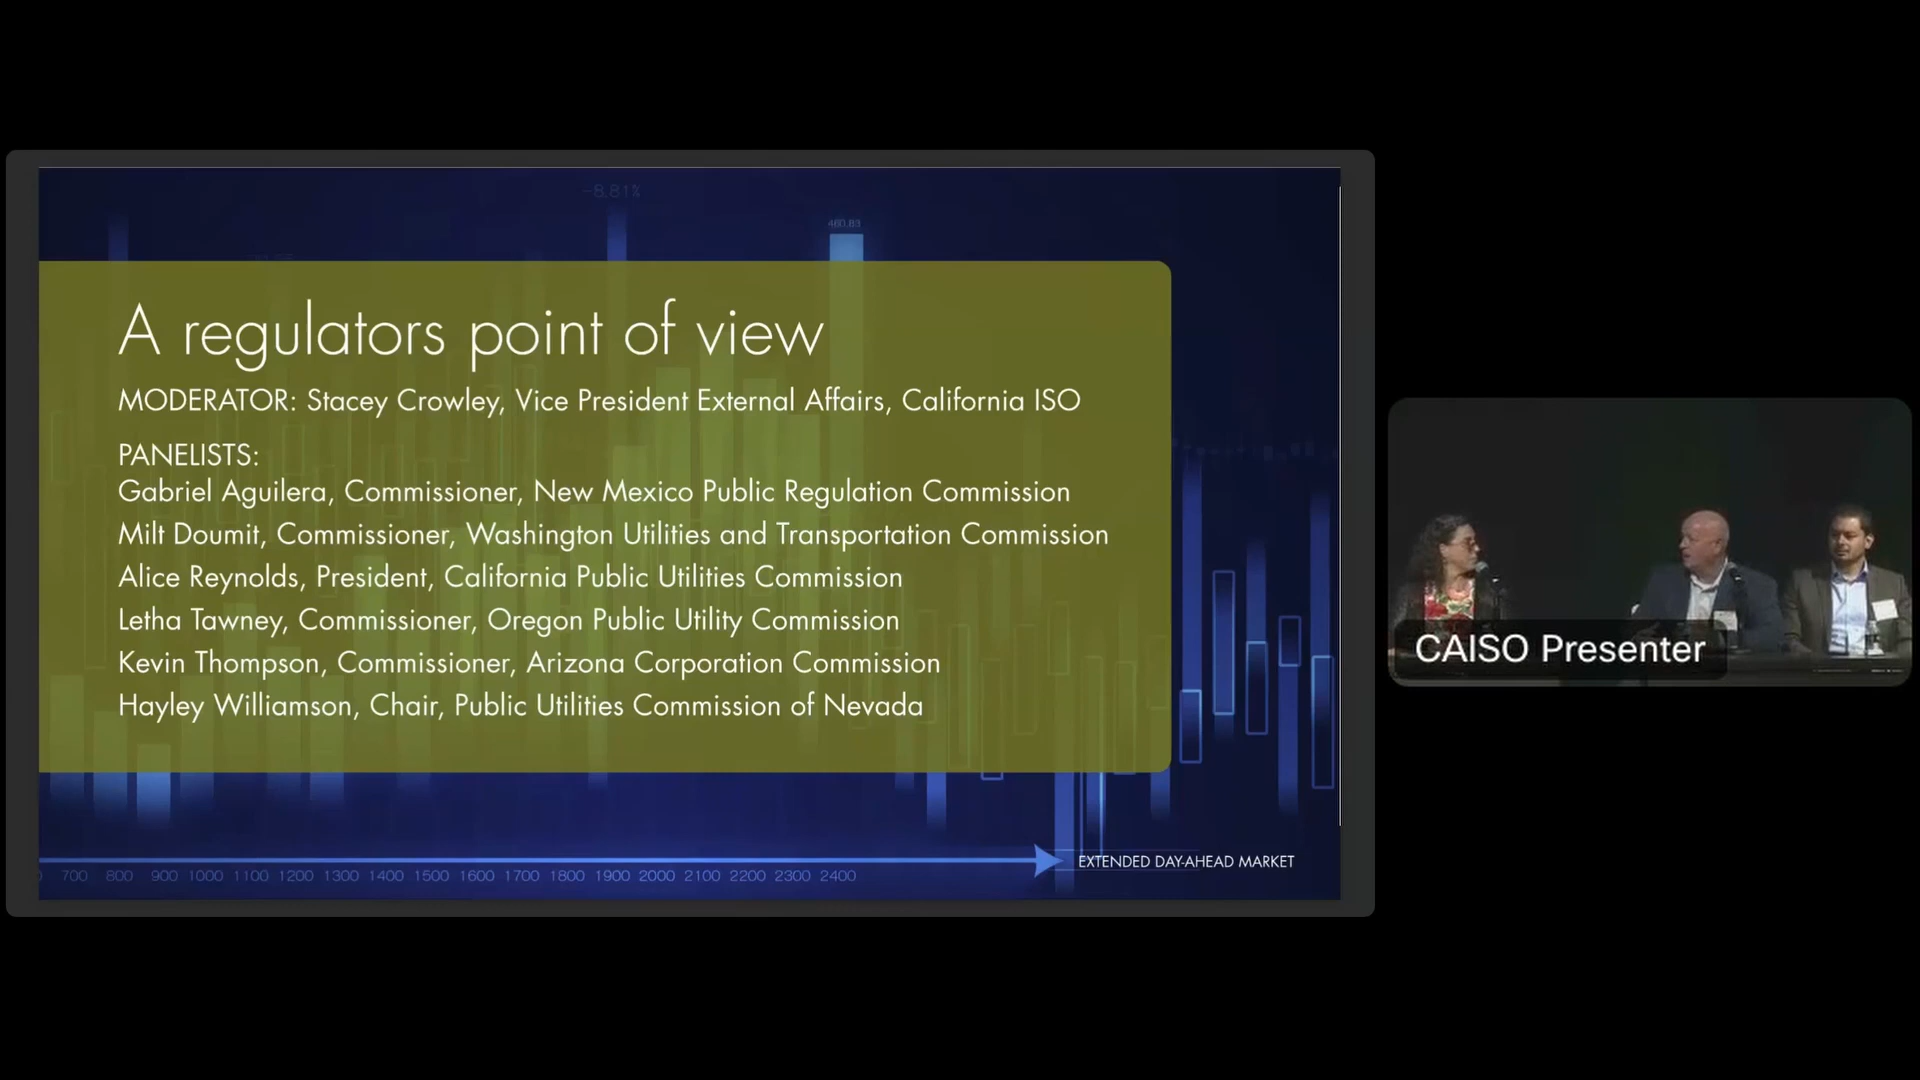 -8.81%
460.83
A regulators point of view
MODERATOR: Stacey Crowley, Vice President External Affairs, California ISO
PANELISTS:
Gabriel Aguilera, Commissioner, New Mexico Public Regulation Commission
Milt Doumit, Commissioner, Washington Utilities and Transportation Commission
Alice Reynolds, President, California Public Utilities Commission
Letha Tawney, Commissioner, Oregon Public Utility Commission
Kevin Thompson, Commissioner, Arizona Corporation Commission
Hayley Williamson, Chair, Public Utilities Commission of Nevada
EXTENDED DAY-AHEAD MARKET
700 800 900 1000 1100 1200 1300 1400 1500 1600 1700 1800 1900 2000 2100 2200 2300 2400
CAISO Presenter